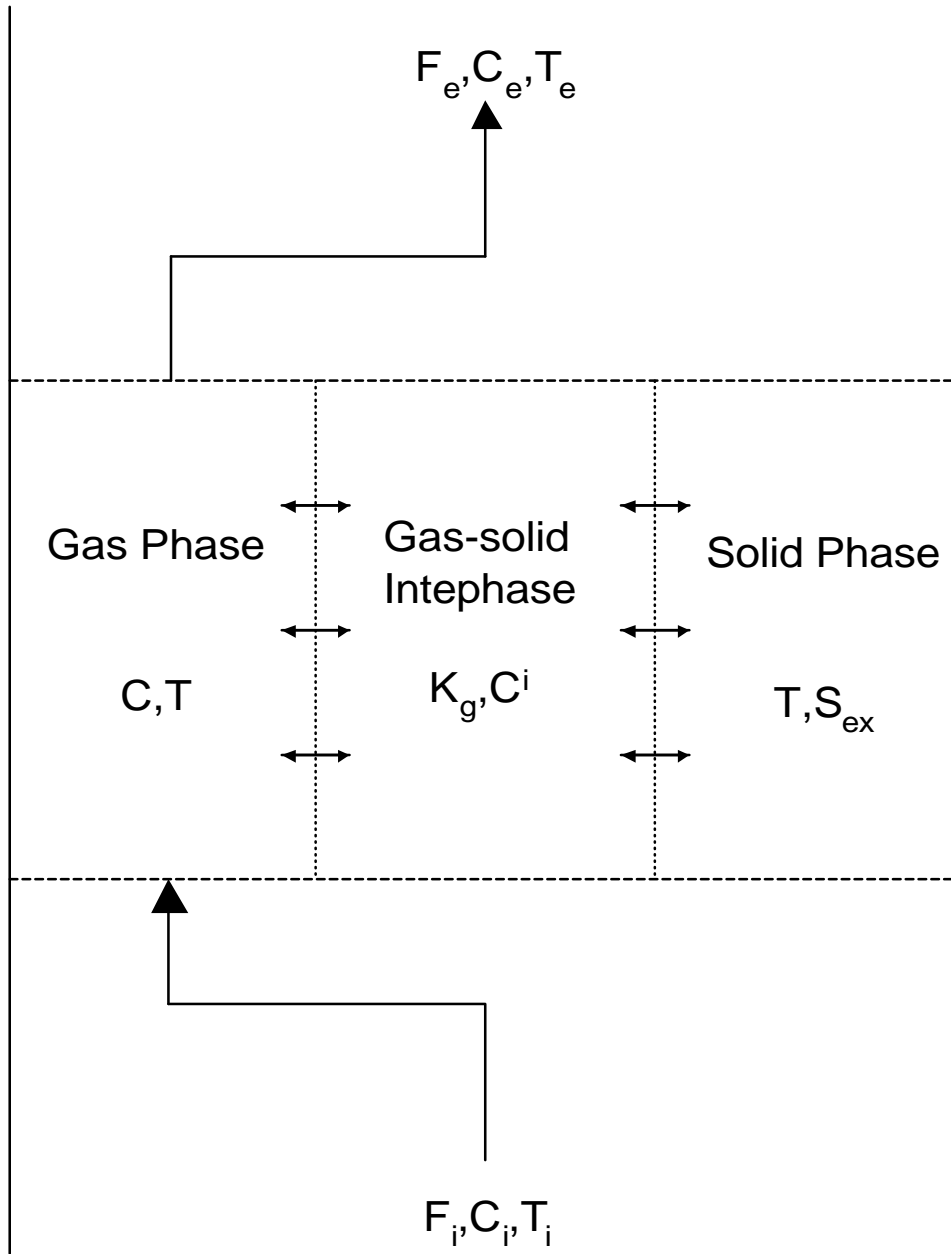 F_e,C_e,T_e
Gas Phase
Gas-solid
Intephase
Solid Phase
C,T
K_g,C^i
T,S_ex
F_i,C_i,T_i